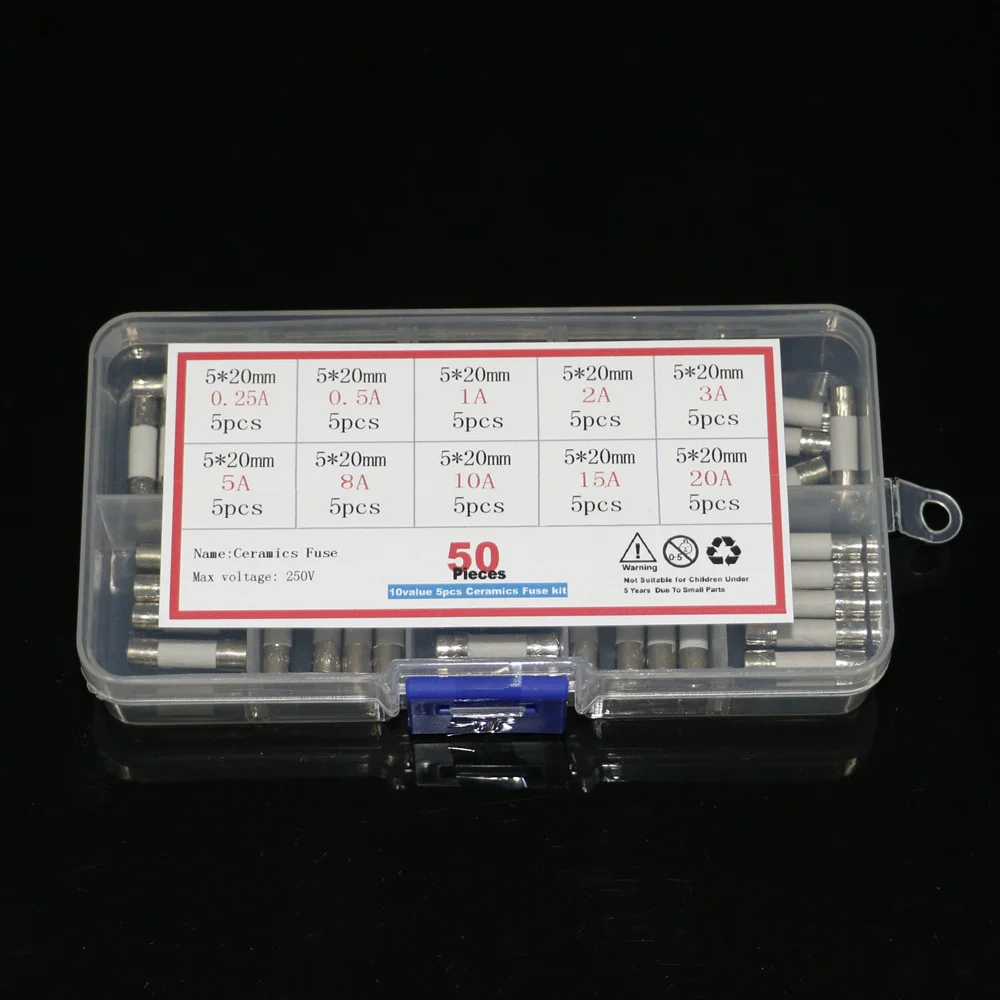 5*20mm 5*20mm 5*20mm 5*20mm 5*20mm
0.25A 0.5A 1A 2A 3A
5pcs 5pcs 5pcs 5pcs 5pcs
5*20mm 5*20mm 5*20mm 5*20mm 5*20mm
5A 8A 10A 15A 20A
5pcs 5pcs 5pcs 5pcs 5pcs
Name:Ceramics Fuse
Max voltage: 250V
50
Pieces
10value 5pcs Ceramics Fuse kit
0-5
Warning
Not Suitable for Children Under
5 Years Due To Small Parts